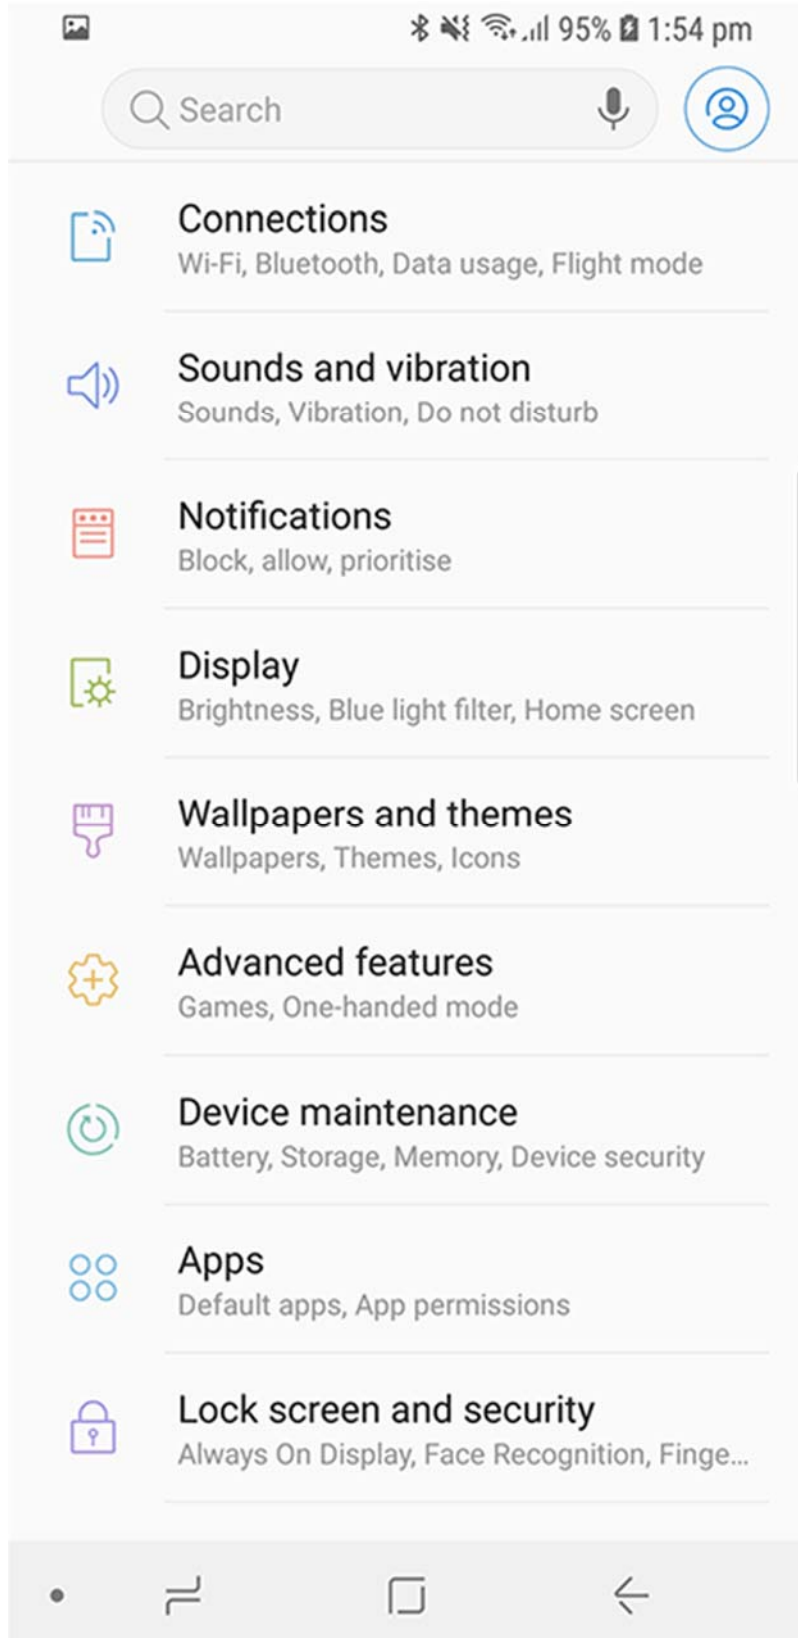 95% 1:54 pm
Search
Connections
Wi-Fi, Bluetooth, Data usage, Flight mode
Sounds and vibration
Sounds, Vibration, Do not disturb
Notifications
Block, allow, prioritise
Display
Brightness, Blue light filter, Home screen
Wallpapers and themes
Wallpapers, Themes, Icons
Advanced features
Games, One-handed mode
Device maintenance
Battery, Storage, Memory, Device security
Apps
Default apps, App permissions
Lock screen and security
Always On Display, Face Recognition, Finge...